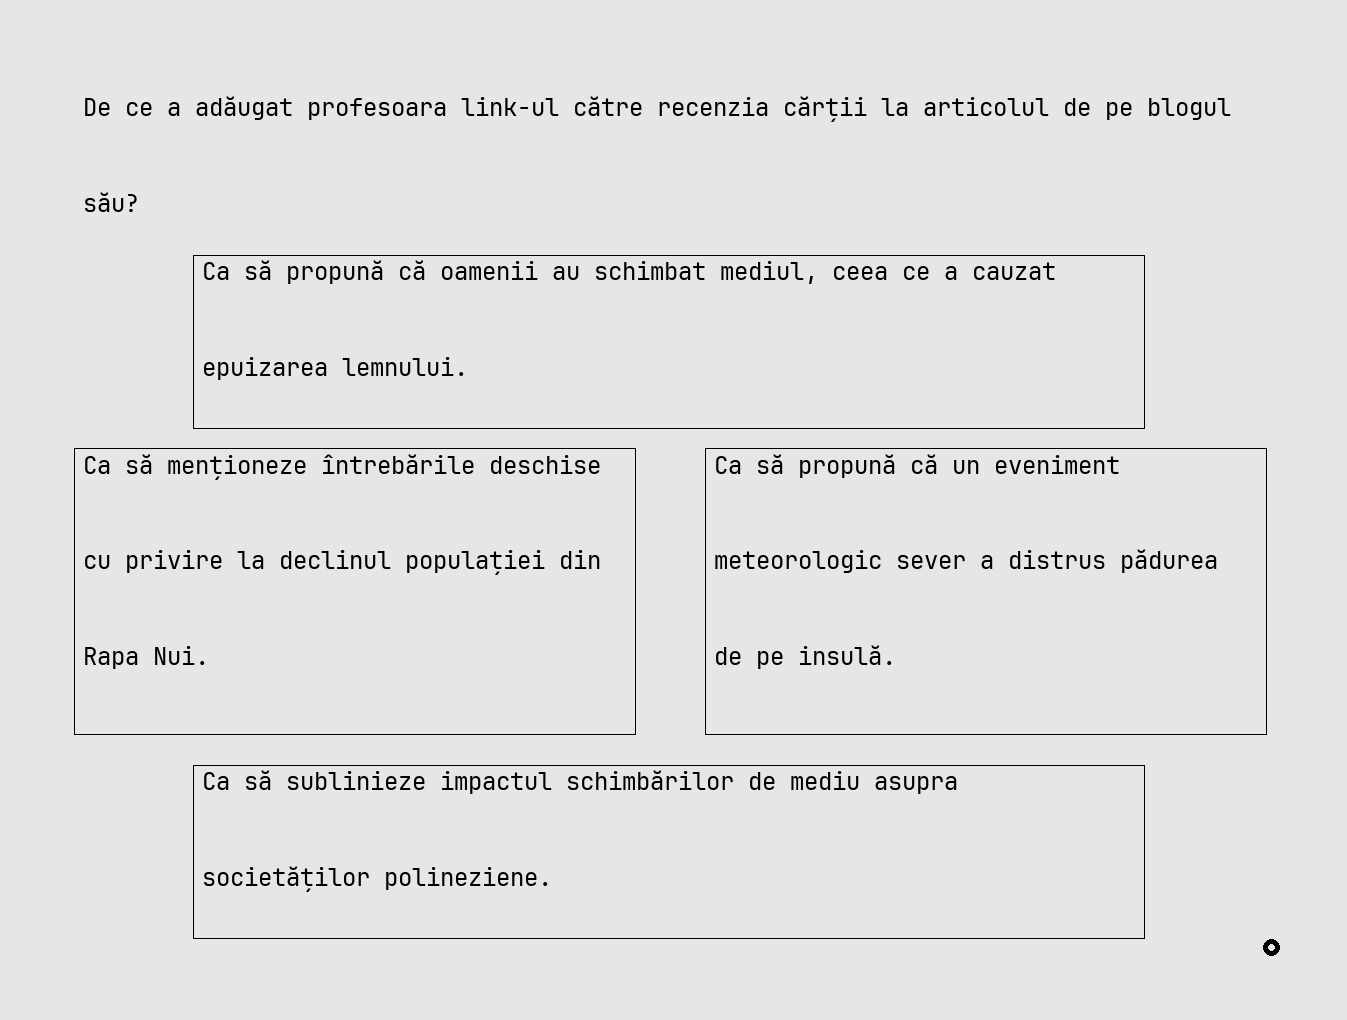 De ce a adăugat profesoara link-ul către recenzia cărții la articolul de pe blogul
său?
Ca să propună că oamenii au schimbat mediul, ceea ce a cauzat
epuizarea lemnului.
Ca să menționeze întrebările deschise
cu privire la declinul populației din
Rapa Nui.
Ca să propună că un eveniment
meteorologic sever a distrus pădurea
de pe insulă.
Ca să sublinieze impactul schimbărilor de mediu asupra
societăților polineziene.